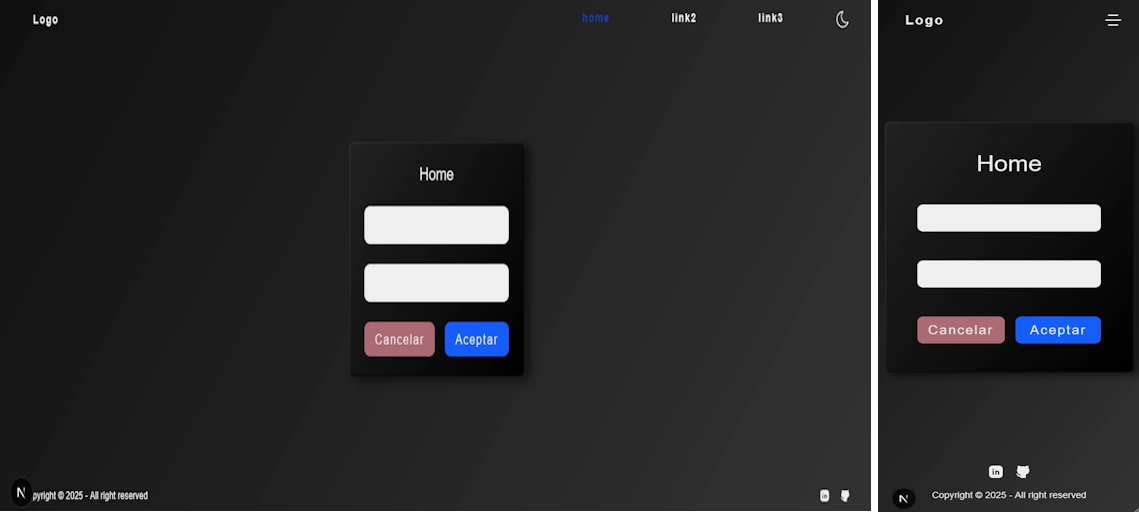 Logo
home link2 link3
Home
Cancelar Aceptar
N pyright © 2025 - All right reserved
in
Logo
Home
Cancelar Aceptar
in
N Copyright © 2025 - All right reserved